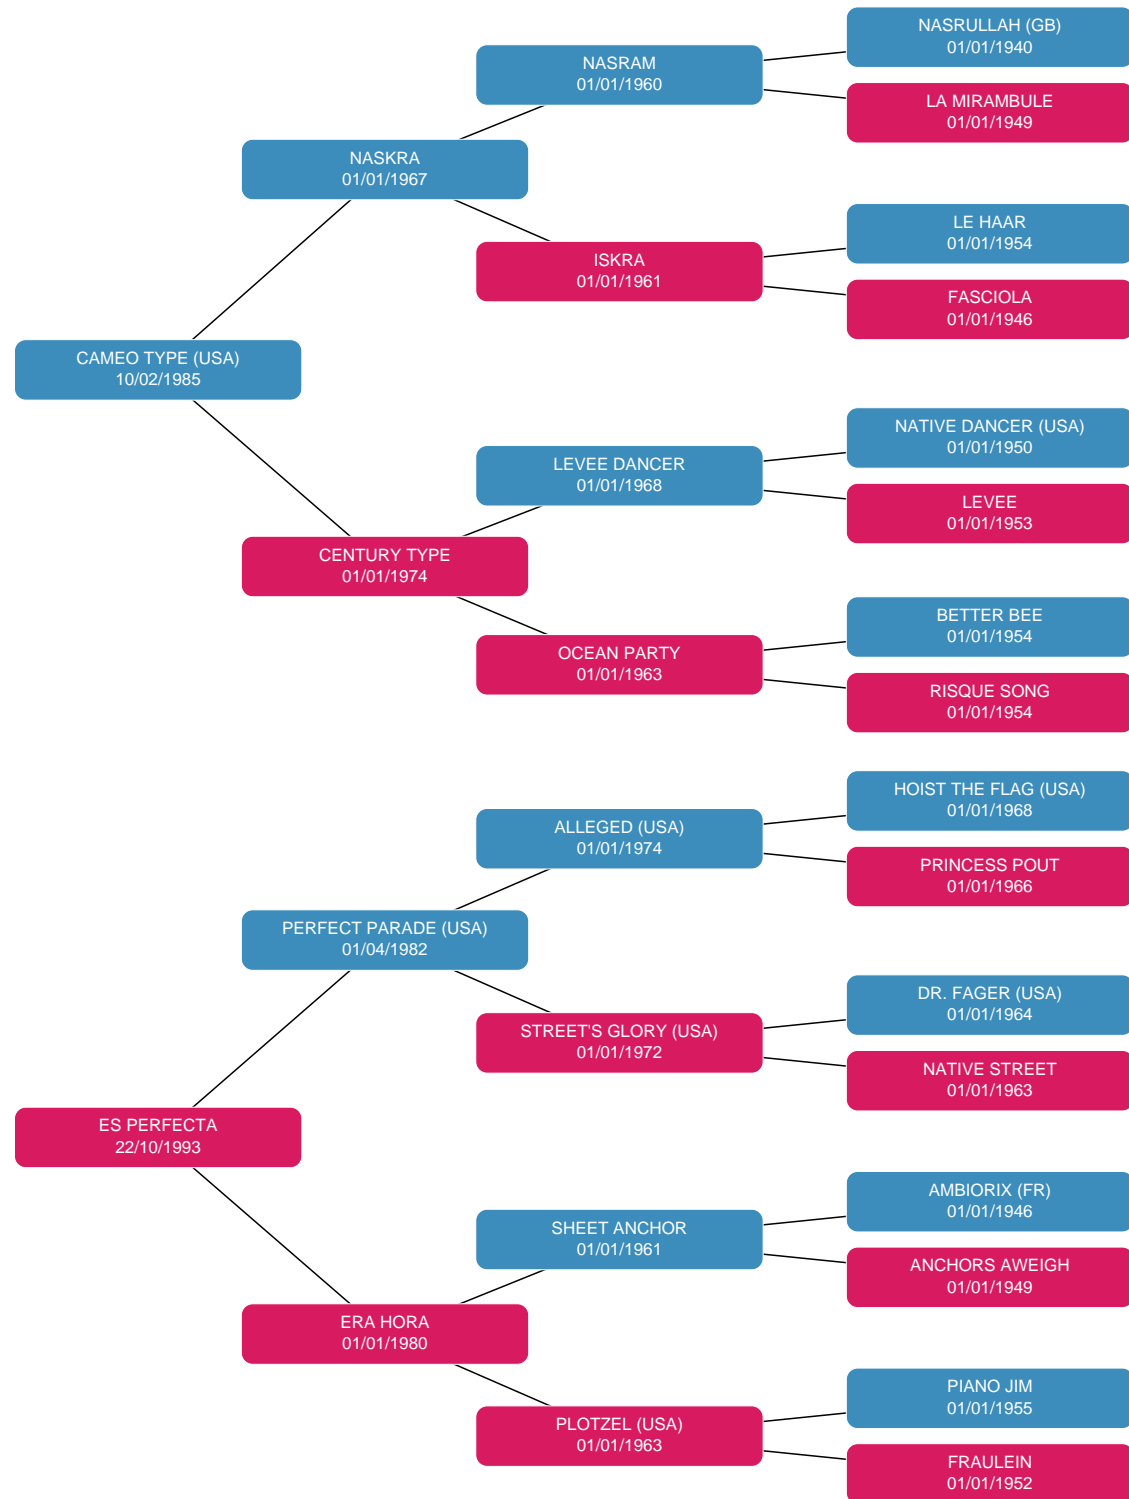 NASRULLAH (GB)
01/01/1940
NASRAM
01/01/1960
LA MIRAMBULE
01/01/1949
NASKRA
01/01/1967
LE HAAR
01/01/1954
ISKRA
01/01/1961
FASCIOLA
01/01/1946
CAMEO TYPE (USA)
10/02/1985
NATIVE DANCER (USA)
01/01/1950
LEVEE DANCER
01/01/1968
LEVEE
01/01/1953
CENTURY TYPE
01/01/1974
BETTER BEE
01/01/1954
OCEAN PARTY
01/01/1963
RISQUE SONG
01/01/1954
HOIST THE FLAG (USA)
01/01/1968
ALLEGED (USA)
01/01/1974
PRINCESS POUT
01/01/1966
PERFECT PARADE (USA)
01/04/1982
DR. FAGER (USA)
01/01/1964
STREET'S GLORY (USA)
01/01/1972
NATIVE STREET
01/01/1963
ES PERFECTA
22/10/1993
AMBIORIX (FR)
01/01/1946
SHEET ANCHOR
01/01/1961
ANCHORS AWEIGH
01/01/1949
ERA HORA
01/01/1980
PIANO JIM
01/01/1955
PLOTZEL (USA)
01/01/1963
FRAULEIN
01/01/1952